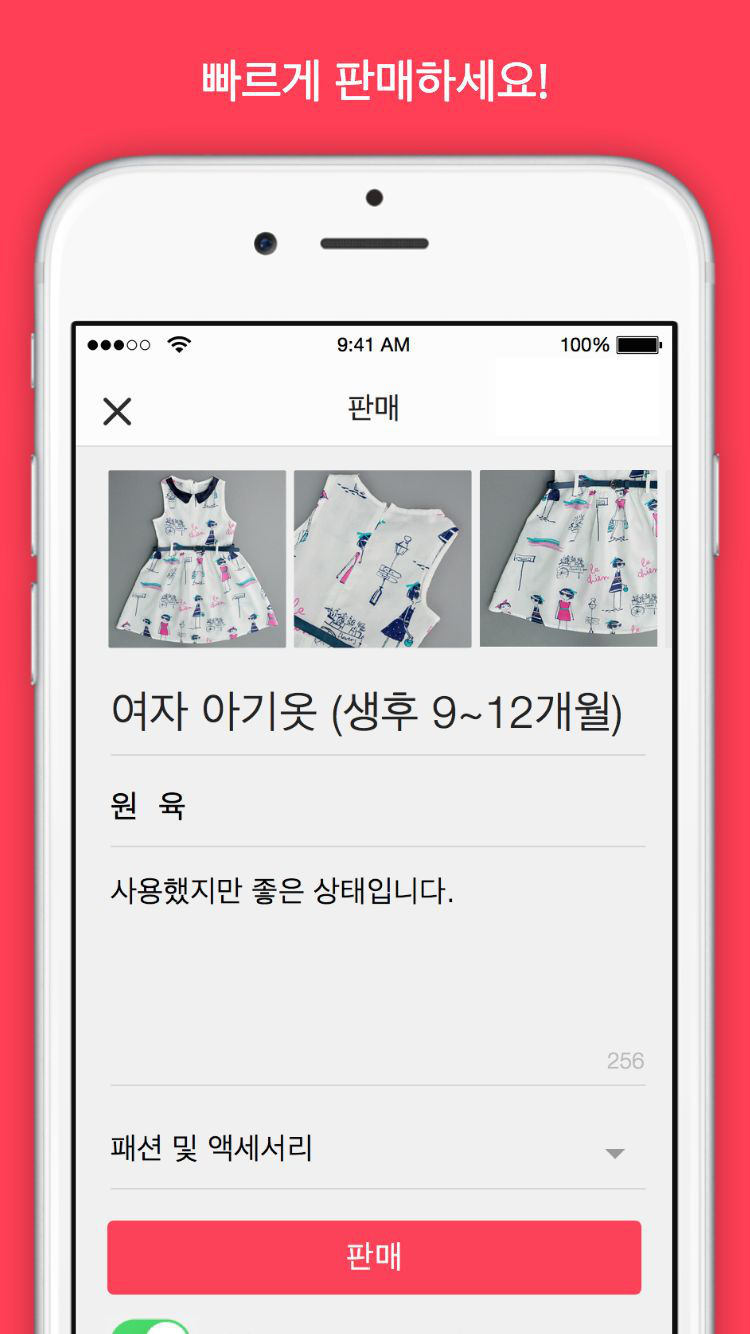 빠르게 판매하세요!
9:41 AM 100%
판매
여자 아기옷 (생후 9~12개월)
원 육
사용했지만 좋은 상태입니다.
256
패션 및 액세서리
판매